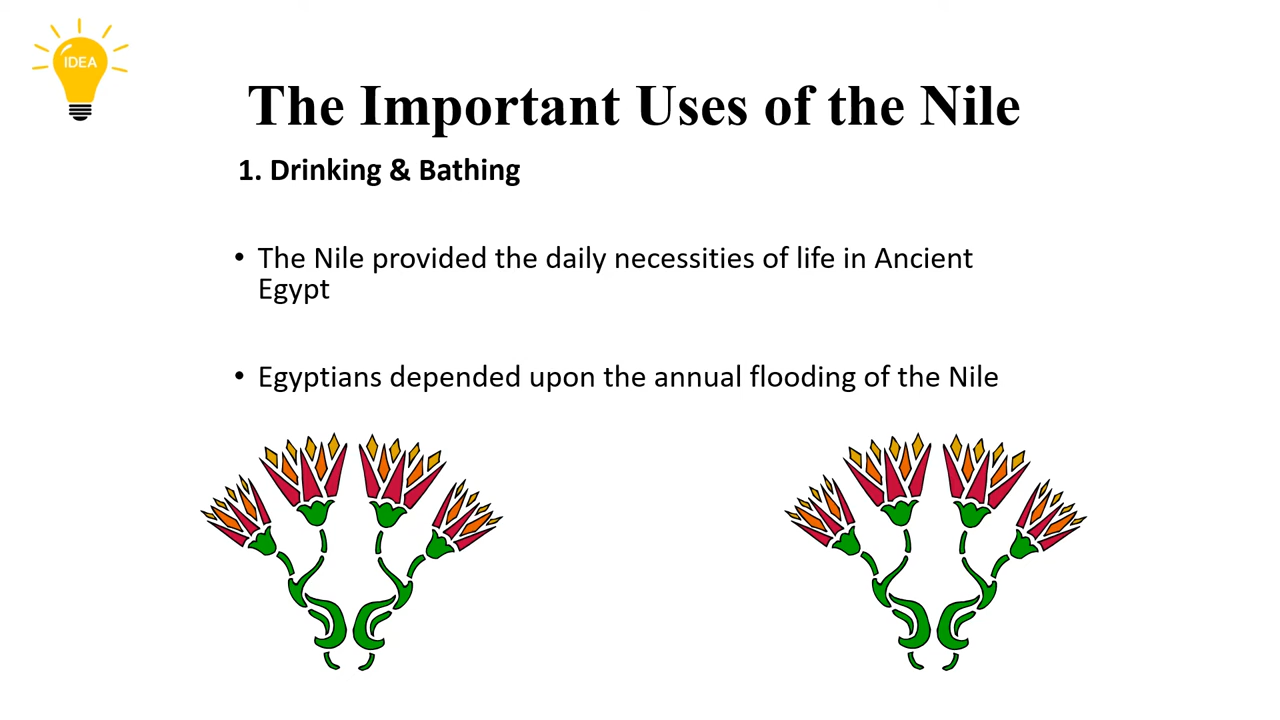 IDEA
The Important Uses of the Nile
1. Drinking & Bathing
• The Nile provided the daily necessities of life in Ancient
Egypt
• Egyptians depended upon the annual flooding of the Nile